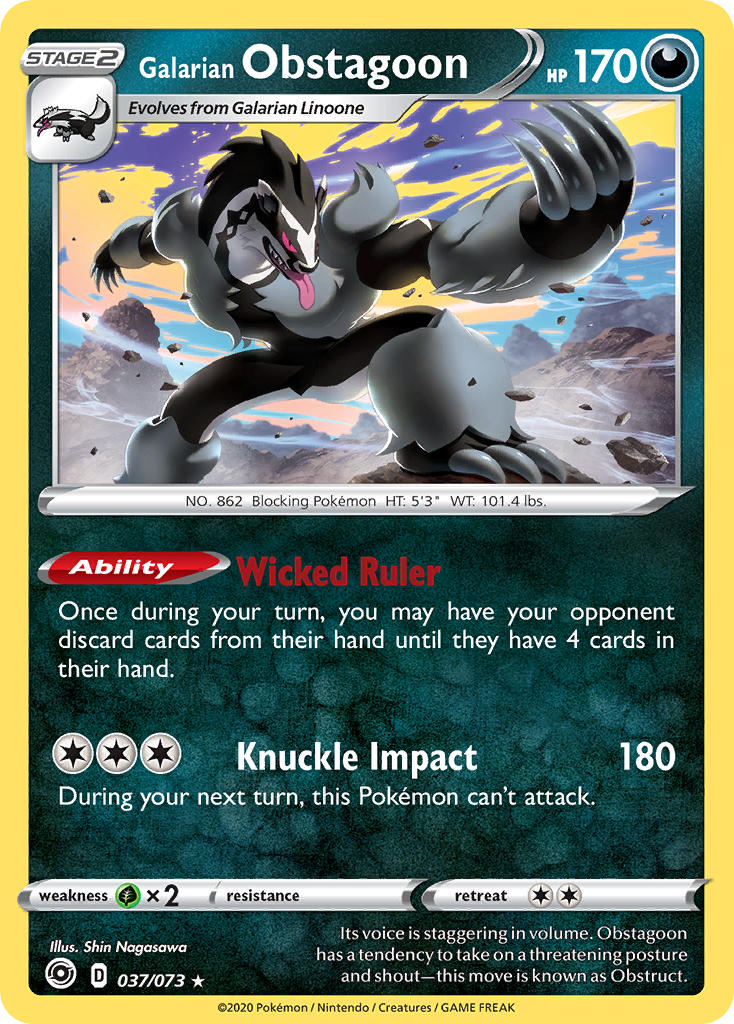 STAGE2
Galarian Obstagoon
HP 170
Evolves from Galarian Linoone
NO. 862 Blocking Pokémon HT: 5'3" WT: 101.4 lbs.
Ability Wicked Ruler
Once during your turn, you may have your opponent
discard cards from their hand until they have 4 cards in
their hand.
Knuckle Impact 180
During your next turn, this Pokémon can't attack.
weakness ×2 resistance retreat
Illus. Shin Nagasawa
Its voice is staggering in volume. Obstagoon
has a tendency to take on a threatening posture
and shout—this move is known as Obstruct.
D 037/073 ★
©2020 Pokémon / Nintendo / Creatures / GAME FREAK